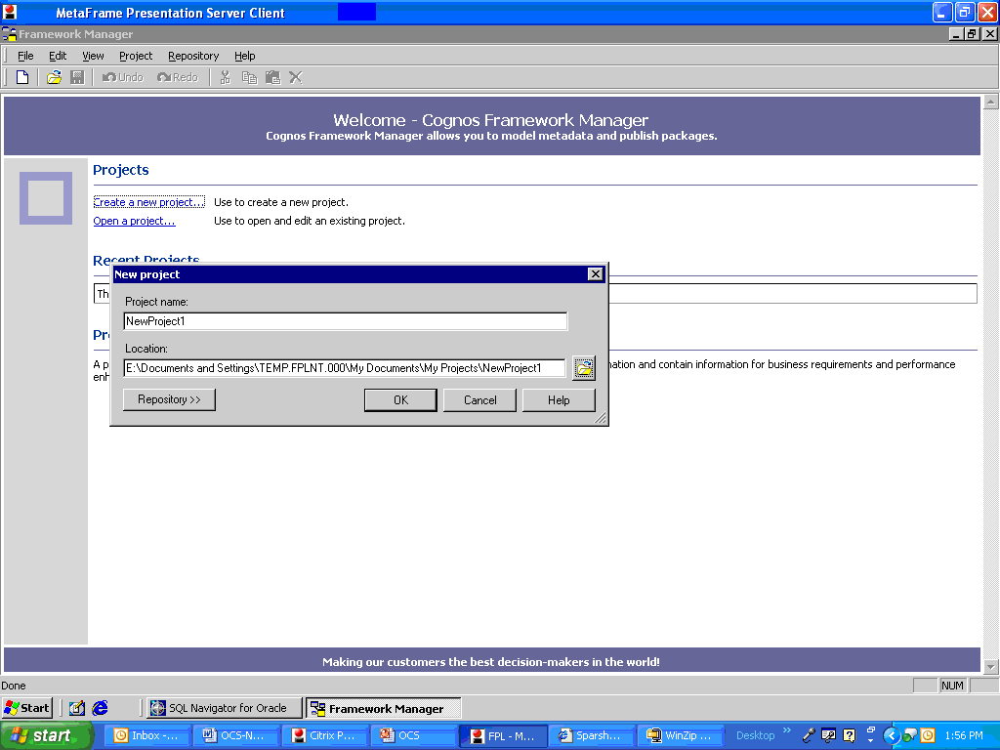 MetaFrame Presentation Server Client
Framework Manager
File Edit View Project Repository Help
Undo Redo
Welcome - Cognos Framework Manager
Cognos Framework Manager allows you to model metadata and publish packages.
Projects
Create a new project... Use to create a new project.
Open a project... Use to open and edit an existing project.
Recent Projects
Th
New project
Project name:
NewProject1
Location:
E:\Documents and Settings\TEMP.FPLNT.000\My Documents\My Projects\NewProject1
Repository >> OK Cancel Help
Pr
A p mation and contain information for business requirements and performance
enh
Making our customers the best decision-makers in the world!
Done NUM
Start SQL Navigator for Oracle Framework Manager
start Inbox -... OCS-N... Citrix P... OCS FPL - M... Sparsh... WinZip ... Desktop » 1:56 PM